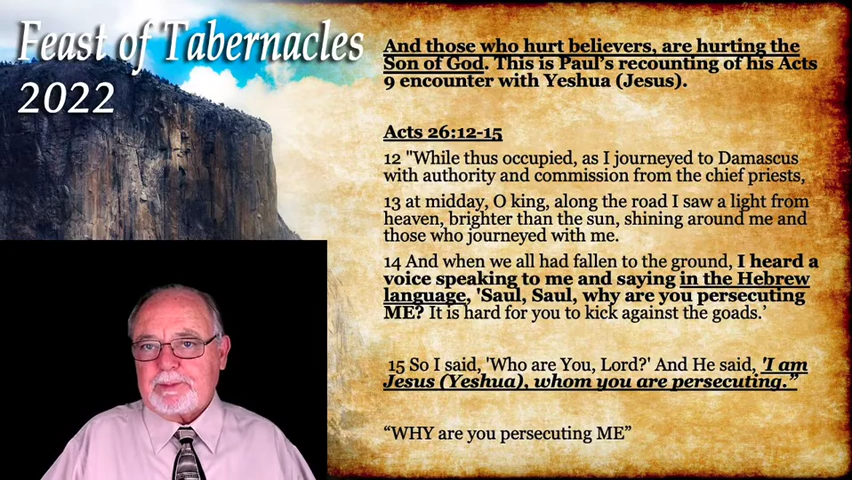 Feast of Tabernacles
2022
And those who hurt believers, are hurting the
Son of God. This is Paul's recounting of his Acts
9 encounter with Yeshua (Jesus).
Acts 26:12-15
12 "While thus occupied, as I journeyed to Damascus
with authority and commission from the chief priests,
13 at midday, O king, along the road I saw a light from
heaven, brighter than the sun, shining around me and
those who journeyed with me.
14 And when we all had fallen to the ground, I heard a
voice speaking to me and saying in the Hebrew
language, 'Saul, Saul, why are you persecuting
ME? It is hard for you to kick against the goads.’
15 So I said, 'Who are You, Lord?' And He said, 'I am
Jesus (Yeshua), whom you are persecuting.”
“WHY are you persecuting ME”